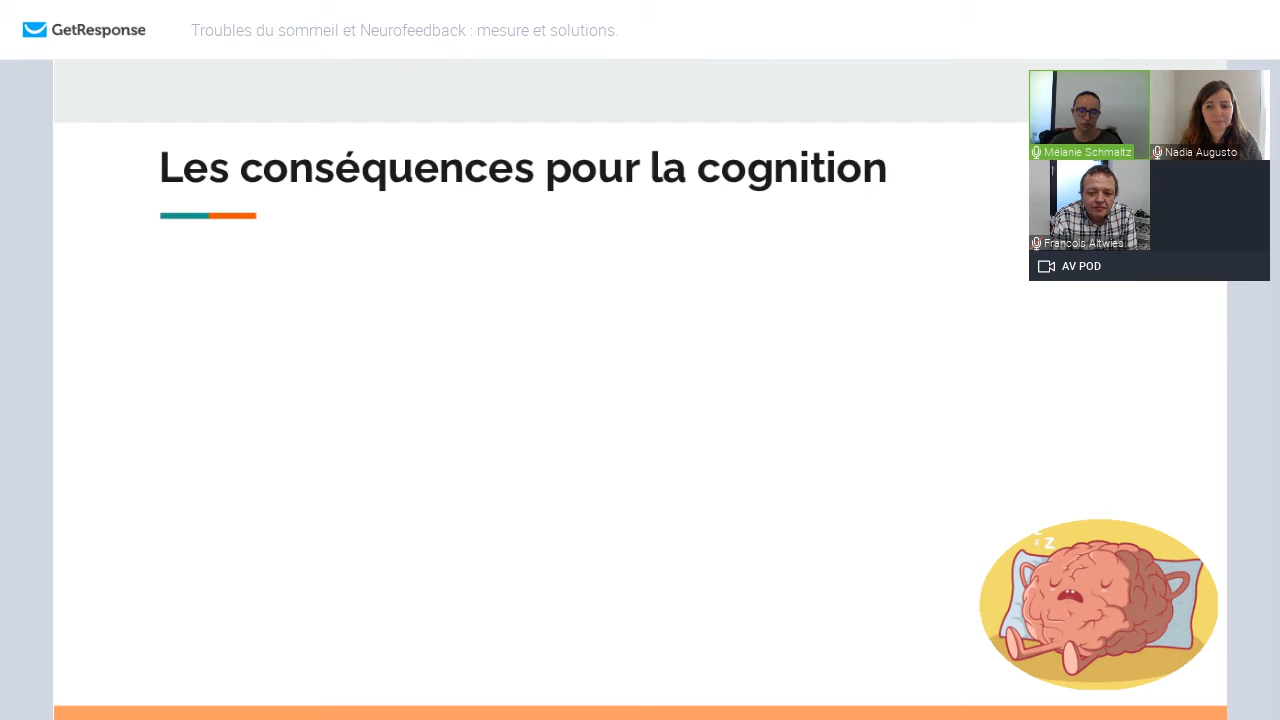 GetResponse
Troubles du sommeil et Neurofeedback : mesure et solutions.
Les conséquences pour la cognition
Mélanie Schmaltz
Nadia Augusto
Francois Altwies
AV POD
z
z
Z